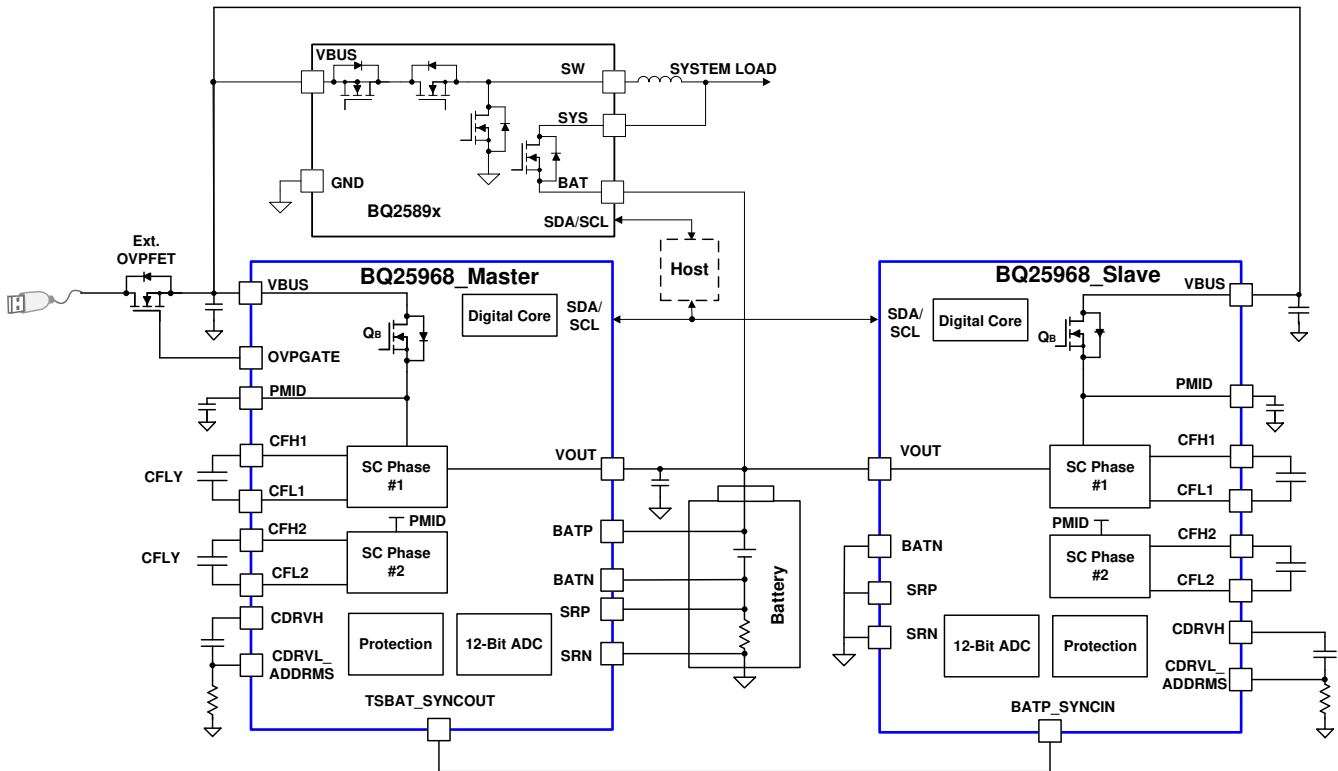 VBUS
SW
SYSTEM LOAD
SYS
GND
BAT
BQ2589x
SDA/SCL
Host
Ext.
OVPFET
BQ25968_Master
VBUS
Digital Core
SDA/
SCL
QB
OVPGATE
PMID
CFH1
CFLY
CFL1
SC Phase
#1
VOUT
PMID
CFH2
CFLY
CFL2
SC Phase
#2
BATP
BATN
SRP
SRN
CDRVH
CDRVL_
ADDRMS
Protection
12-Bit ADC
TSBAT_SYNCOUT
Battery
BQ25968_Slave
VBUS
SDA/
SCL
Digital Core
QB
PMID
VOUT
SC Phase
#1
CFH1
CFL1
PMID
SC Phase
#2
CFH2
CFL2
BATN
SRP
SRN
12-Bit ADC
Protection
CDRVH
CDRVL_
ADDRMS
BATP_SYNCIN